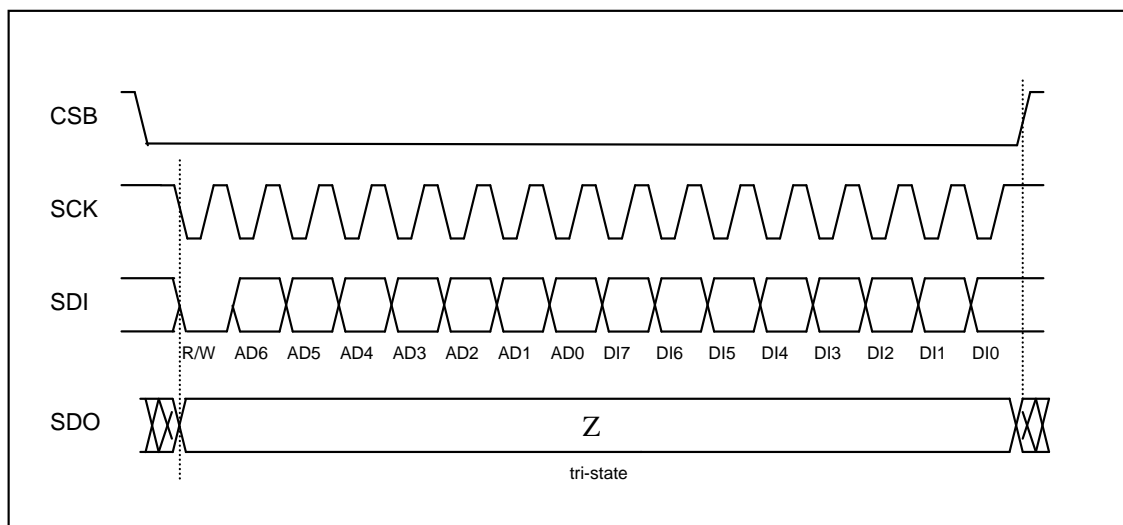 CSB
SCK
SDI
R/W AD6 AD5 AD4 AD3 AD2 AD1 AD0 DI7 DI6 DI5 DI4 DI3 DI2 DI1 DI0
SDO
Z
tri-state